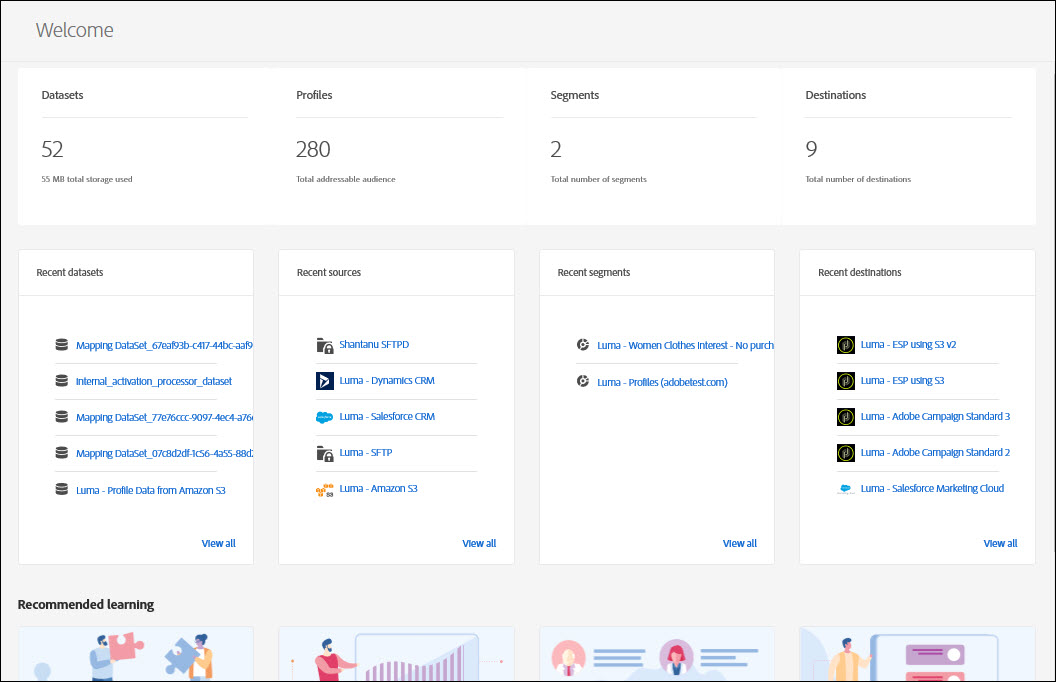 Welcome
Datasets
52
55 MB total storage used
Profiles
280
Total addressable audience
Segments
2
Total number of segments
Destinations
9
Total number of destinations
Recent datasets
Mapping DataSet_67eaf93b-c417-44bc-aaf9
Internal_activation_processor_dataset
Mapping DataSet_77e76ccc-9097-4ec4-a76
Mapping DataSet_07c8d2df-1c56-4a55-88d
Luma - Profile Data from Amazon S3
View all
Recent sources
Shantanu SFTPD
Luma - Dynamics CRM
Luma - Salesforce CRM
Luma - SFTP
Luma - Amazon S3
View all
Recent segments
Luma - Women Clothes Interest - No purch
Luma - Profiles (adobetest.com)
View all
Recent destinations
Luma - ESP using S3 v2
Luma - ESP using S3
Luma - Adobe Campaign Standard 3
Luma - Adobe Campaign Standard 2
Luma - Salesforce Marketing Cloud
View all
Recommended learning